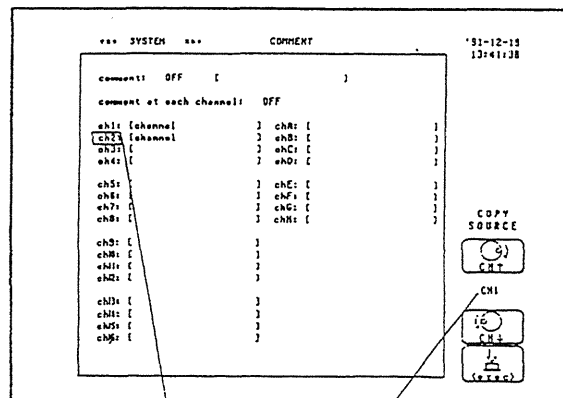 *** SYSTEM *** COMMENT '91-12-19
13:41:38
comment: OFF [ ]
comment at each channel: OFF
ch1: [channel ] chA: [ ]
ch2: [channel ] chB: [ ]
ch3: [ ] chC: [ ]
ch4: [ ] chD: [ ]
ch5: [ ] chE: [ ]
ch6: [ ] chF: [ ]
ch7: [ ] chG: [ ]
ch8: [ ] chH: [ ]
ch9: [ ]
ch10: [ ]
ch11: [ ]
ch12: [ ]
ch13: [ ]
ch14: [ ]
ch15: [ ]
ch16: [ ]
COPY
SOURCE
CH↑
CH1
CH↓
(exec)